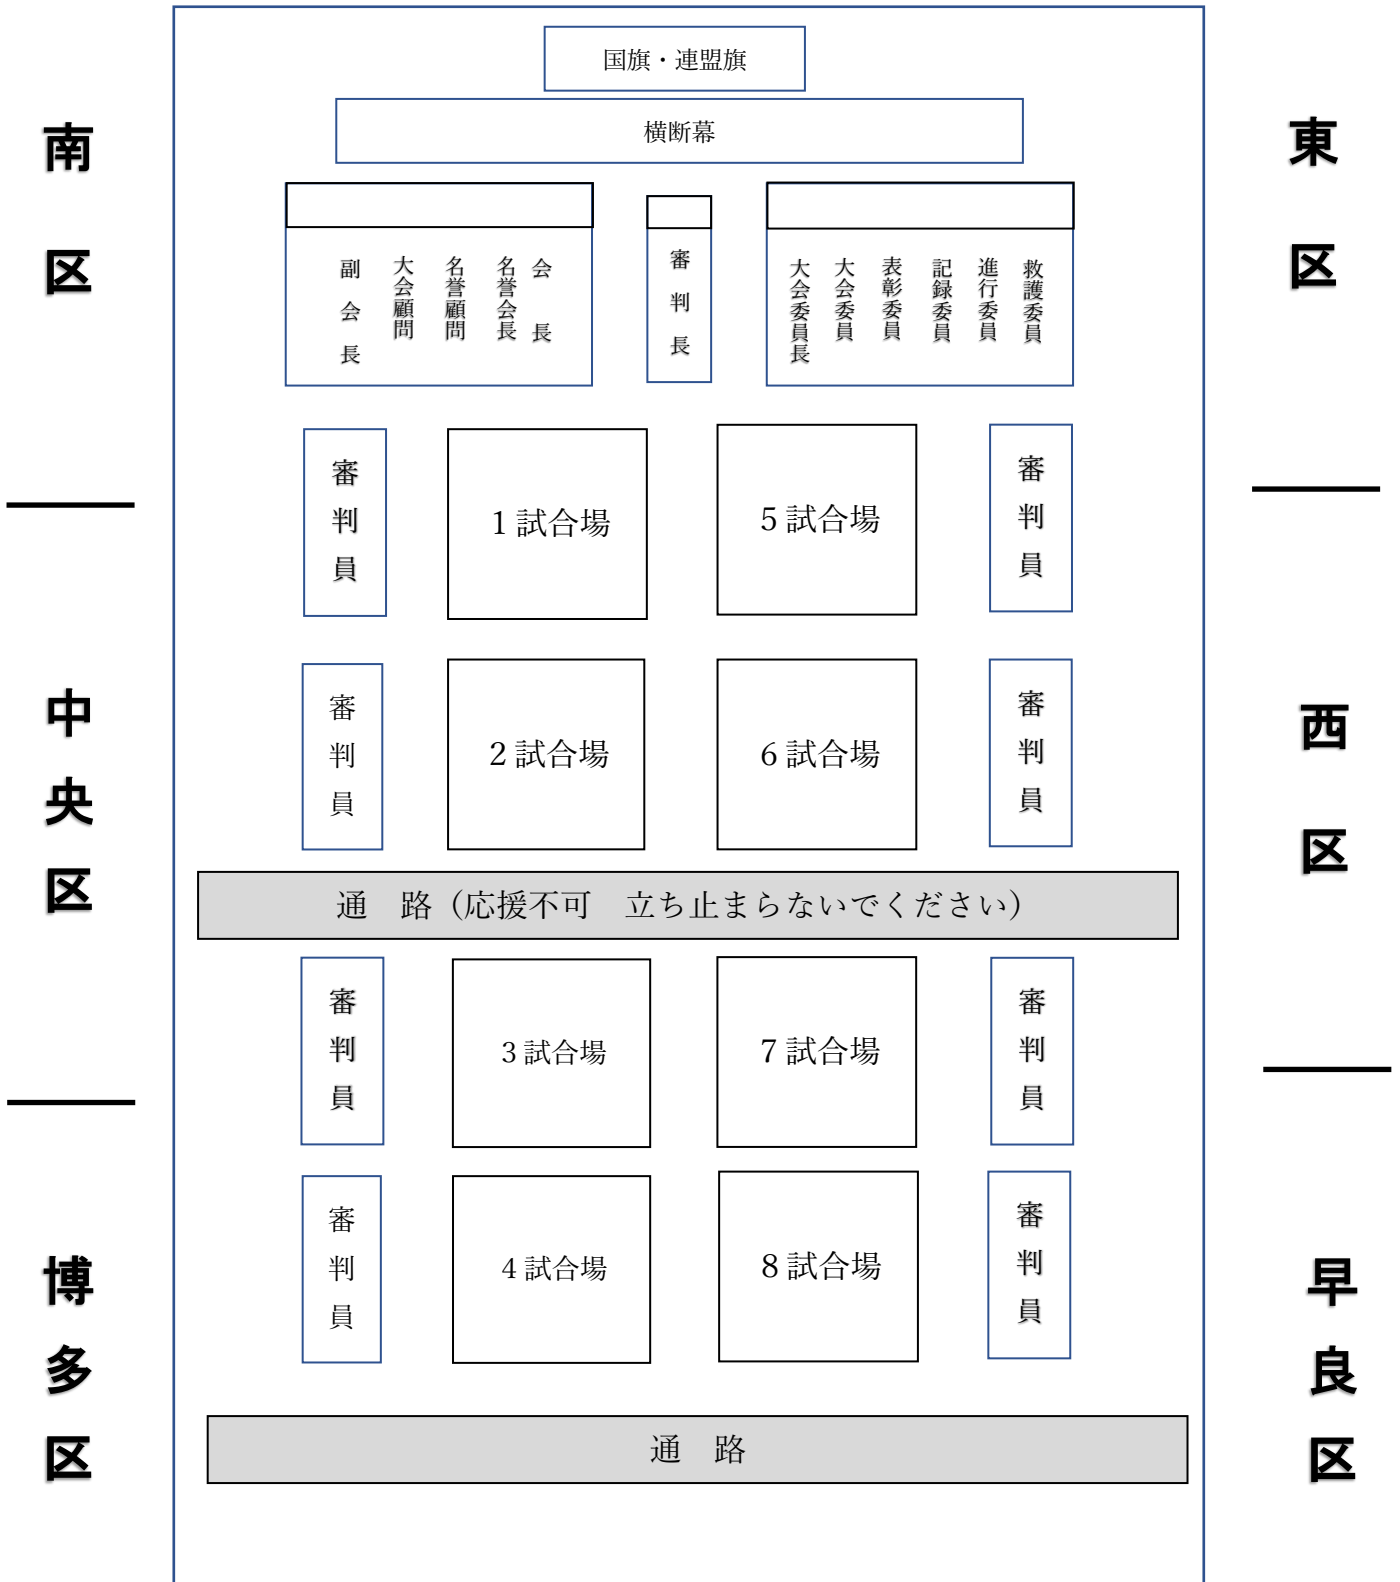 国旗・連盟旗
横断幕
南区
東区
会長
名誉会長
名誉顧問
大会顧問
副会長
審判長
救護委員
進行委員
記録委員
表彰委員
大会委員
大会委員長
審判員
1試合場
5試合場
審判員
中央区
西区
審判員
2試合場
6試合場
審判員
通　路（応援不可　立ち止まらないでください）
審判員
3試合場
7試合場
審判員
博多区
早良区
審判員
4試合場
8試合場
審判員
通　路